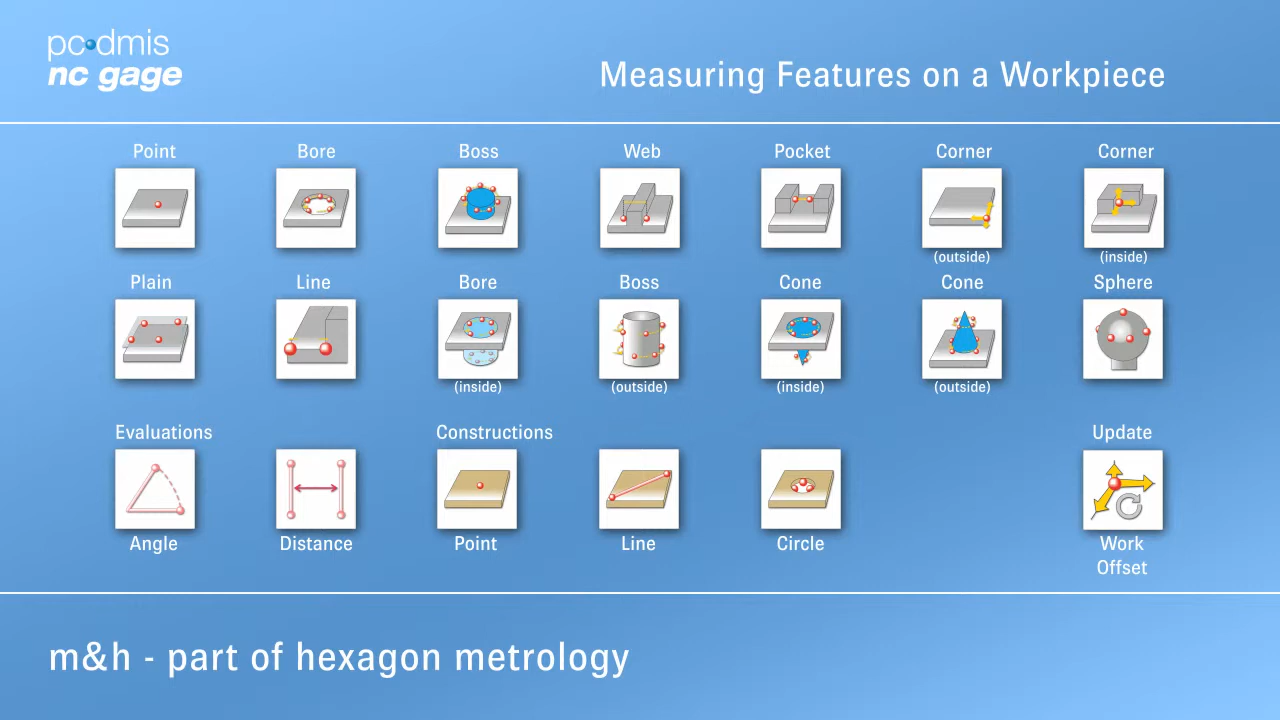 pc dmis
nc gage
Measuring Features on a Workpiece
Point Bore Boss Web Pocket Corner Corner
(outside) (inside)
Plain Line Bore Boss Cone Cone Sphere
(inside) (outside) (inside) (outside)
Evaluations Constructions Update
Angle Distance Point Line Circle Work
Offset
m&h - part of hexagon metrology